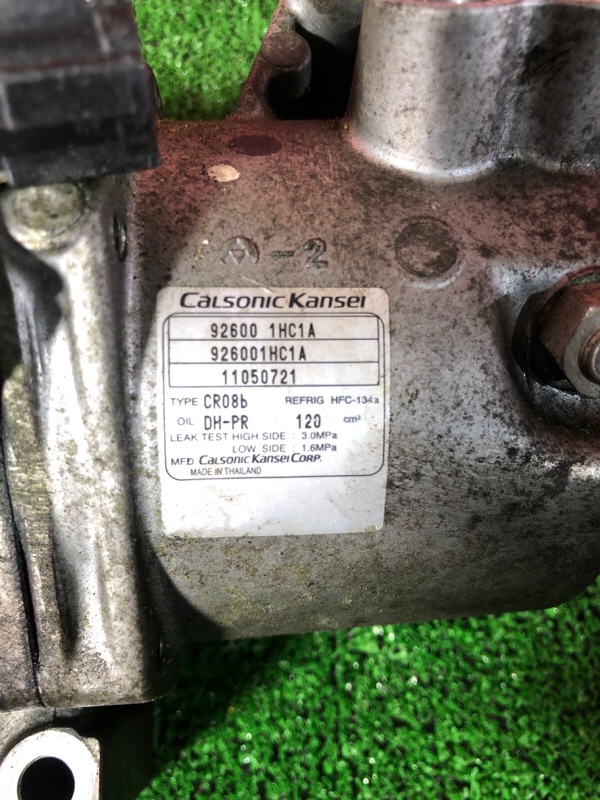 -2
CALSONIC KANSEI
92600 1HC1A
926001HC1A
11050721
TYPE CR08b REFRIG HFC-134a
OIL DH-PR : 120 cm³
LEAK TEST HIGH SIDE : 3.0MPa
LOW SIDE : 1.6MPa
MFD CALSONIC KANSEI CORP.
MADE IN THAILAND